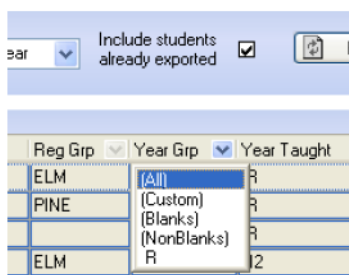 ear
Include students
already exported
Reg Grp Year Grp Year Taught
ELM (All) R
PINE (Custom) R
(Blanks)
(NonBlanks) R
ELM R 12